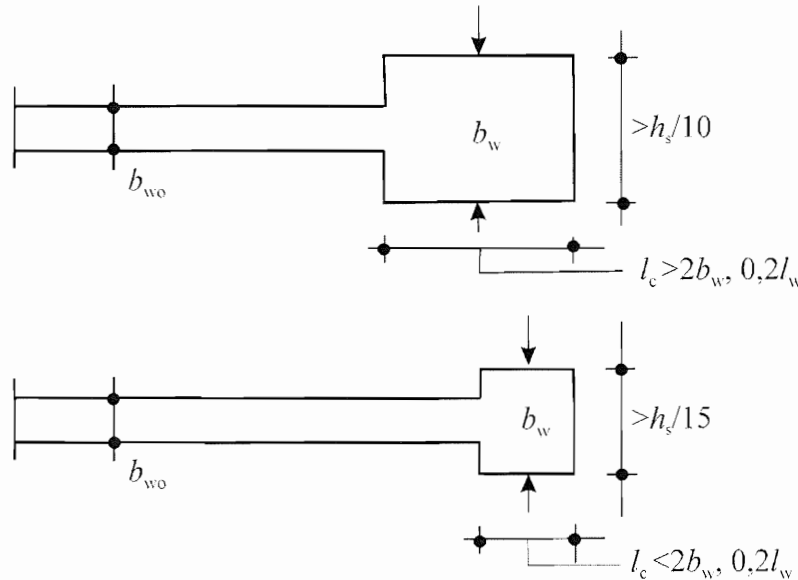 b_w
>h_s/10
b_wo
l_c>2b_w, 0,2l_w
b_w
>h_s/15
b_wo
l_c<2b_w, 0,2l_w